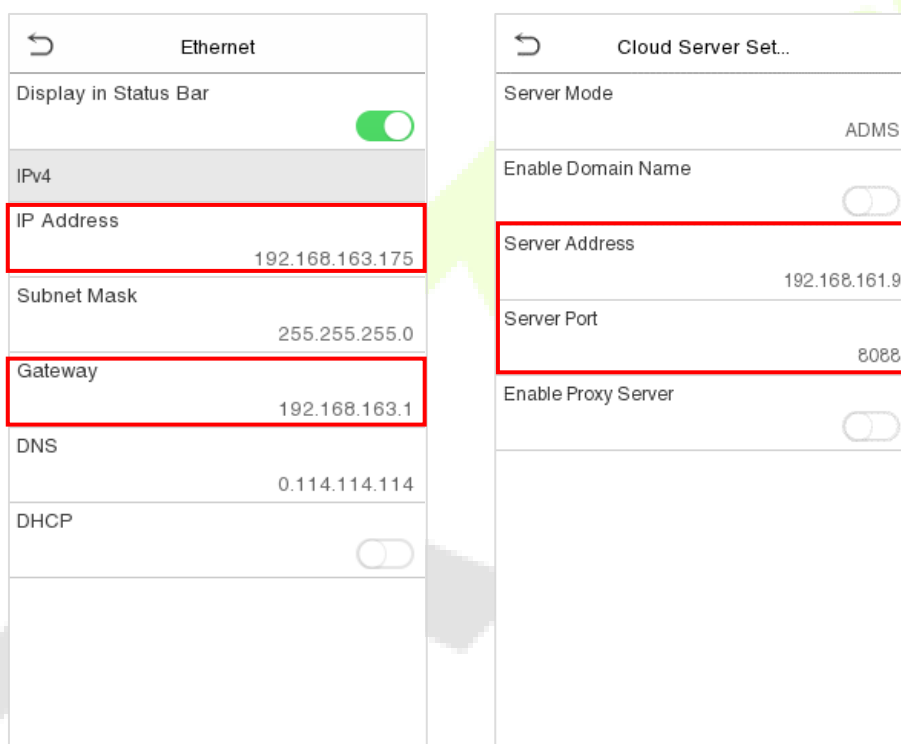 Ethernet
Display in Status Bar
IPv4
IP Address
192.168.163.175
Subnet Mask
255.255.255.0
Gateway
192.168.163.1
DNS
0.114.114.114
DHCP
Cloud Server Set...
Server Mode
ADMS
Enable Domain Name
Server Address
192.168.161.9
Server Port
8088
Enable Proxy Server